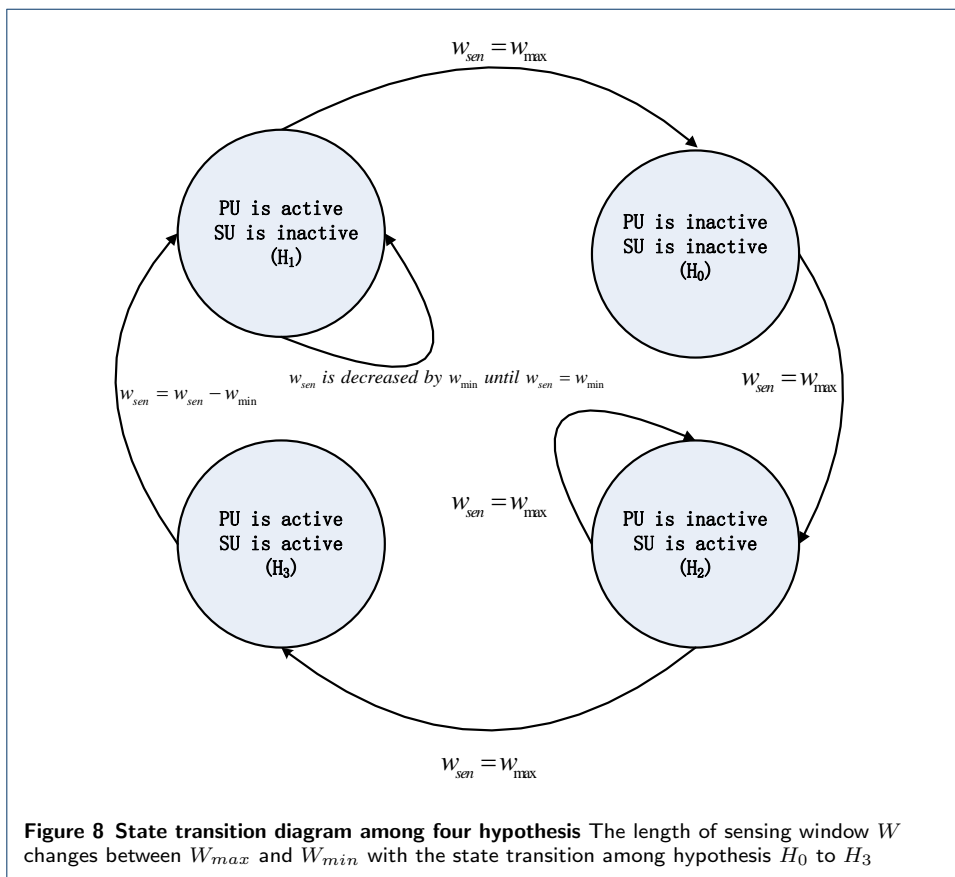 w_sen = w_max
PU is active
SU is inactive
(H₁)
PU is inactive
SU is inactive
(H₀)
w_sen is decreased by w_min until w_sen = w_min
w_sen = w_max
w_sen = w_sen − w_min
w_sen = w_max
PU is active
SU is active
(H₃)
PU is inactive
SU is active
(H₂)
w_sen = w_max
Figure 8 State transition diagram among four hypothesis The length of sensing window W
changes between W_max and W_min with the state transition among hypothesis H₀ to H₃